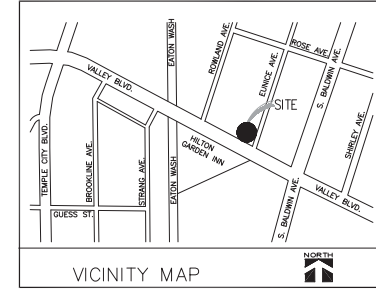 EATON WASH
ROWLAND AVE.
ROSE AVE.
S. BALDWIN AVE.
EUNICE AVE.
VALLEY BLVD.
SITE
SHIRLEY AVE.
TEMPLE CITY BLVD.
BROOKLINE AVE.
STRANG AVE.
EATON WASH
HILTON
GARDEN INN
VALLEY BLVD.
S. BALDWIN AVE.
GUESS ST.
VICINITY MAP
NORTH